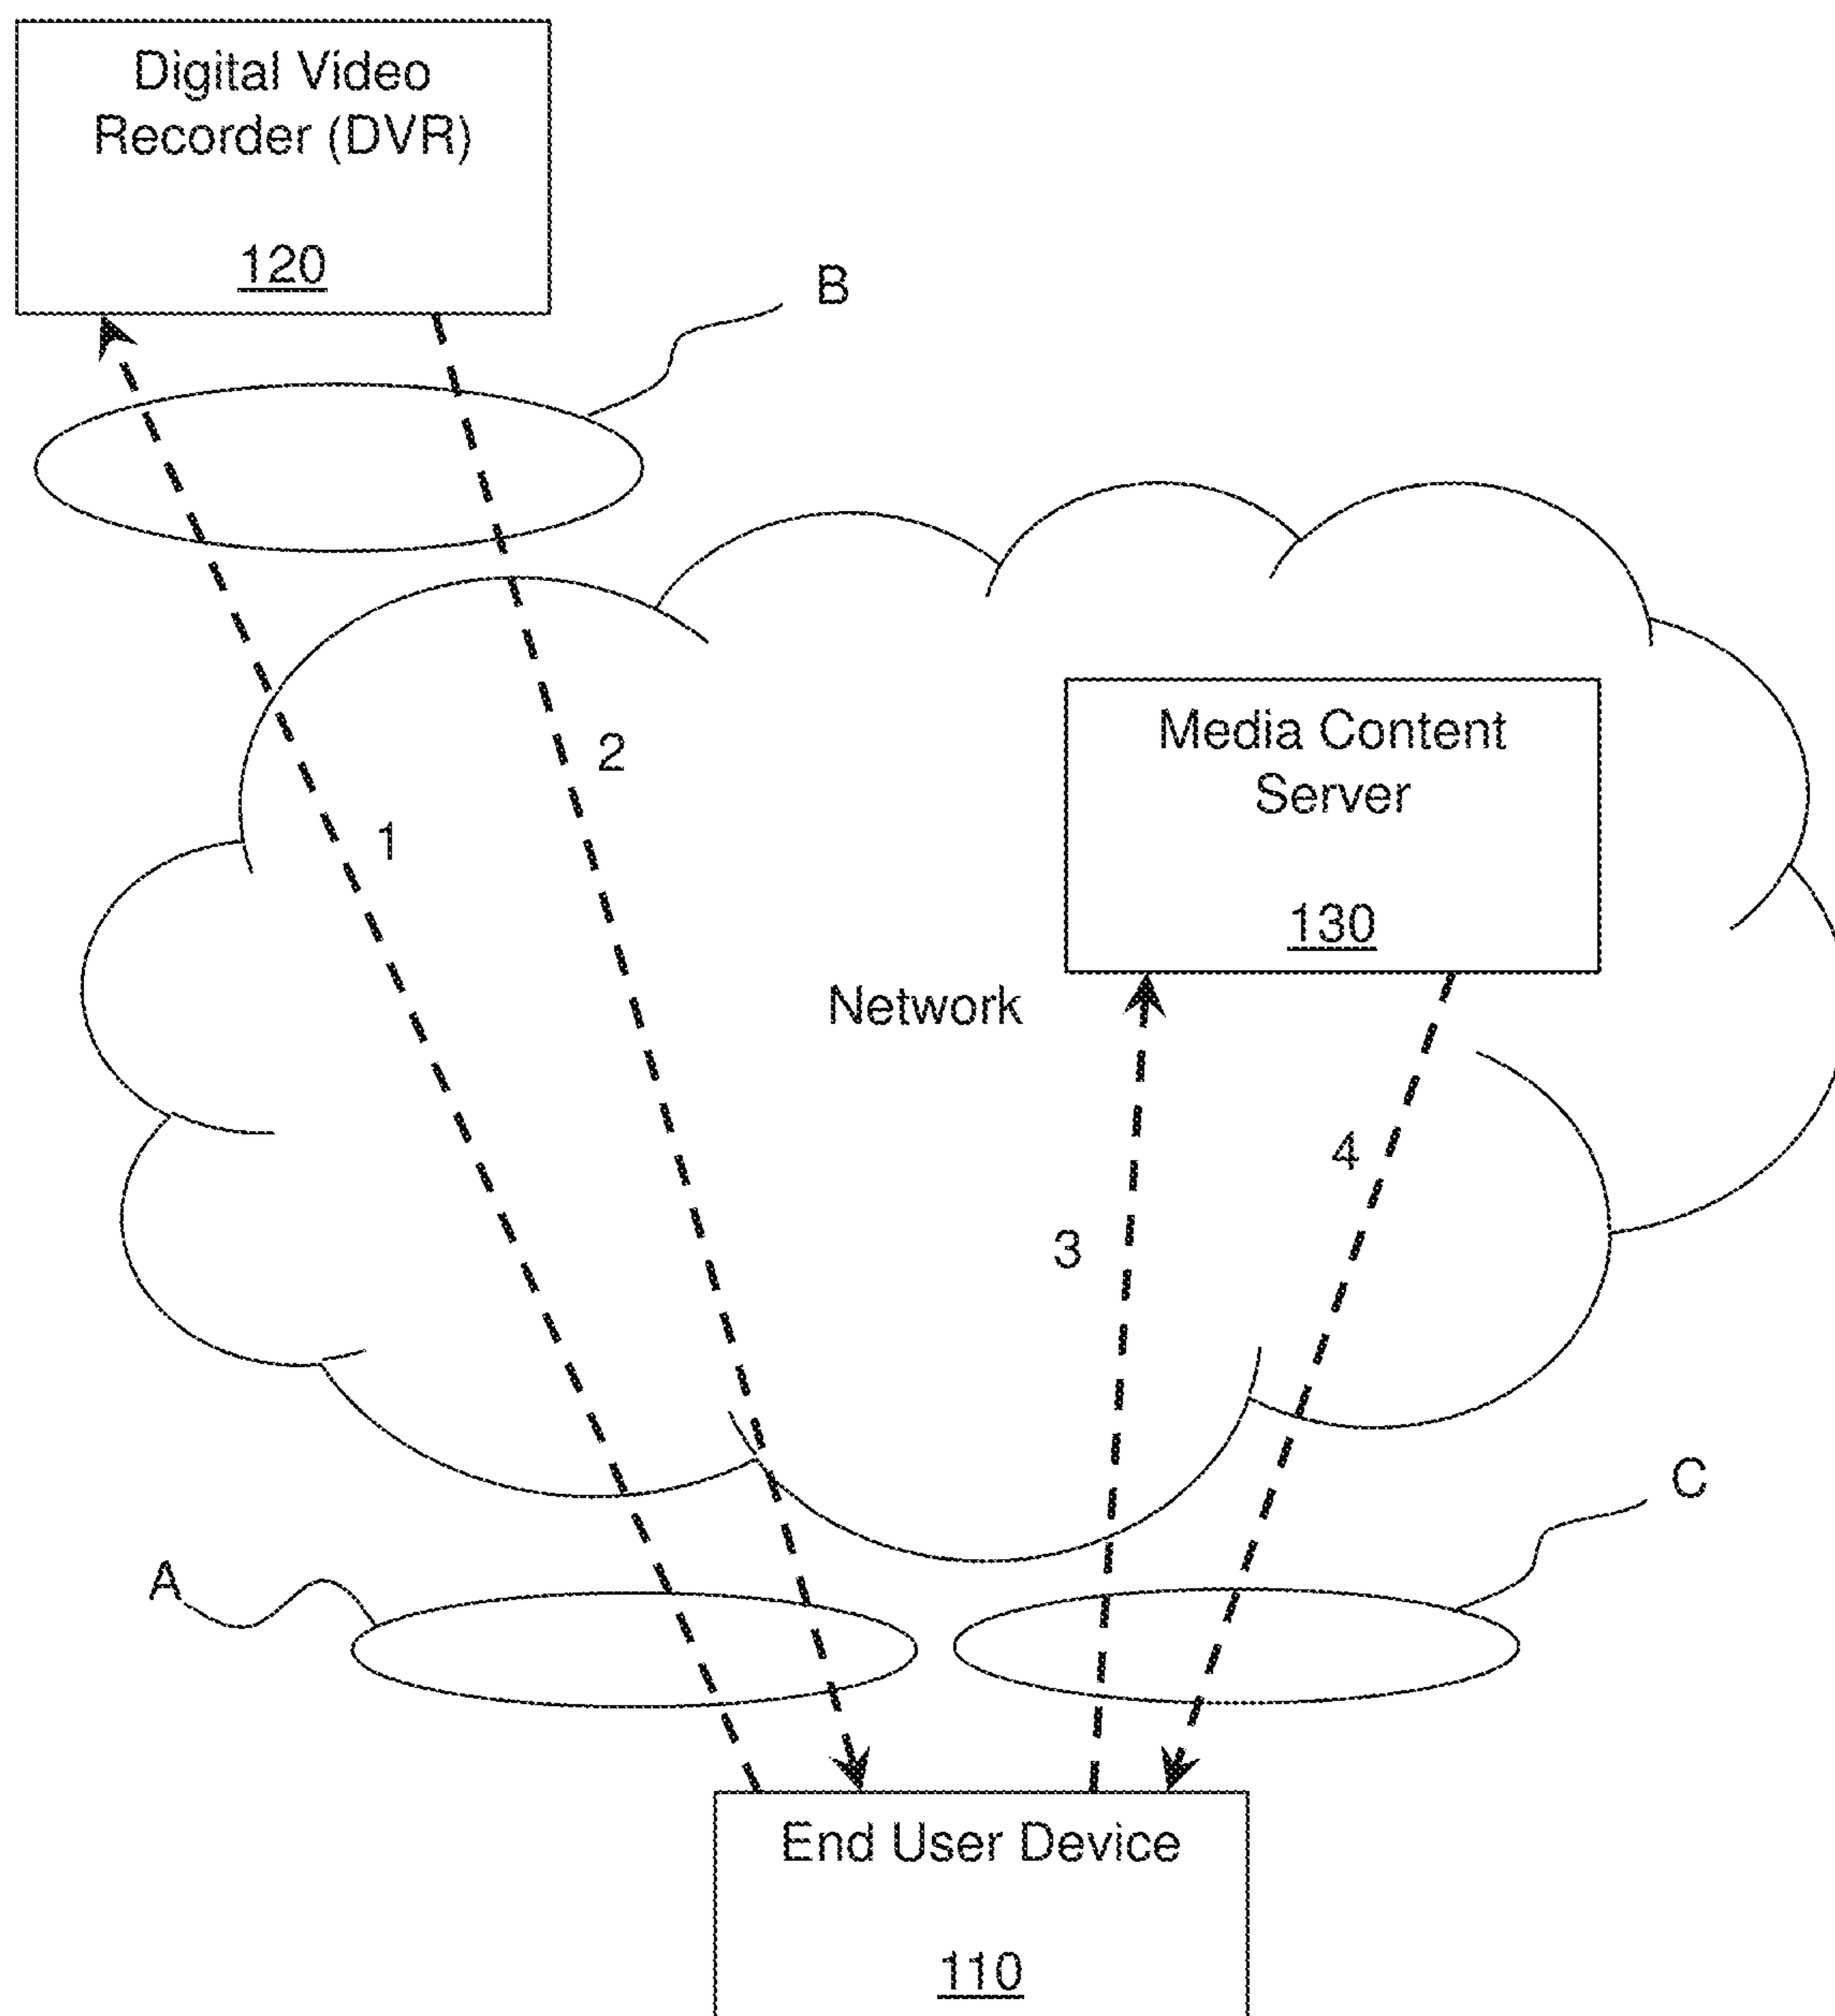 Digital Video
Recorder (DVR)
120
B
2
1
Media Content
Server
130
Network
4
3
C
A
End User Device
110